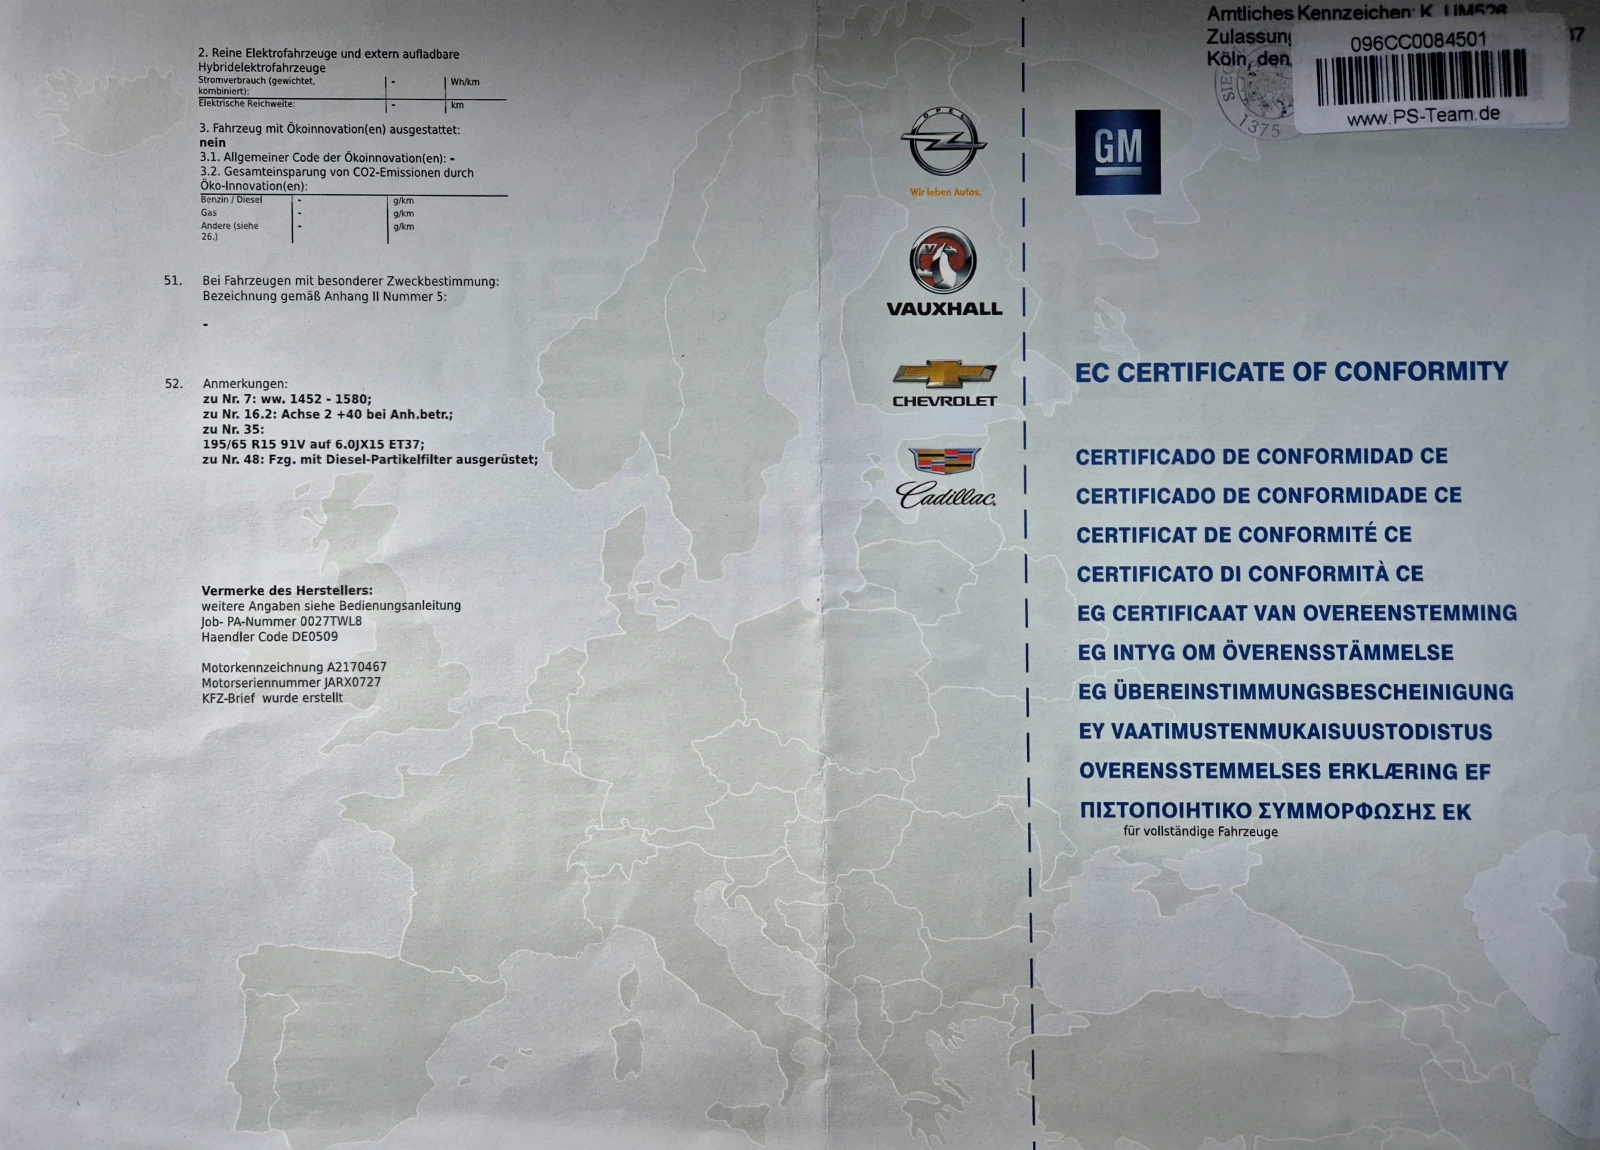 2. Reine Elektrofahrzeuge und extern aufladbare
Hybridelektrofahrzeuge
Stromverbrauch (gewichtet, - Wh/km
kombiniert):
Elektrische Reichweite: - km
3. Fahrzeug mit Ökoinnovation(en) ausgestattet:
nein
3.1. Allgemeiner Code der Ökoinnovation(en): -
3.2. Gesamteinsparung von CO2-Emissionen durch
Öko-Innovation(en):
Benzin / Diesel - g/km
Gas - g/km
Andere (siehe - g/km
26.)
51. Bei Fahrzeugen mit besonderer Zweckbestimmung:
Bezeichnung gemäß Anhang II Nummer 5:
-
52. Anmerkungen:
zu Nr. 7: ww. 1452 - 1580;
zu Nr. 16.2: Achse 2 +40 bei Anh.betr.;
zu Nr. 35:
195/65 R15 91V auf 6.0JX15 ET37;
zu Nr. 48: Fzg. mit Diesel-Partikelfilter ausgerüstet;
Vermerke des Herstellers:
weitere Angaben siehe Bedienungsanleitung
Job- PA-Nummer 0027TWL8
Haendler Code DE0509
Motorkennzeichnung A2170467
Motorseriennummer JARX0727
KFZ-Brief wurde erstellt
OPEL
Wir leben Autos.
VAUXHALL
CHEVROLET
Cadillac.
GM
Amtliches Kennzeichen: K
Köln, den
SIEG
1375
096CC0084501
www.PS-Team.de
EC CERTIFICATE OF CONFORMITY
CERTIFICADO DE CONFORMIDAD CE
CERTIFICADO DE CONFORMIDADE CE
CERTIFICAT DE CONFORMITÉ CE
CERTIFICATO DI CONFORMITÀ CE
EG CERTIFICAAT VAN OVEREENSTEMMING
EG INTYG OM ÖVERENSSTÄMMELSE
EG ÜBEREINSTIMMUNGSBESCHEINIGUNG
EY VAATIMUSTENMUKAISUUSTODISTUS
OVERENSSTEMMELSES ERKLÆRING EF
ΠΙΣΤΟΠΟΙΗΤΙΚΟ ΣΥΜΜΟΡΦΩΣΗΣ ΕΚ
für vollständige Fahrzeuge